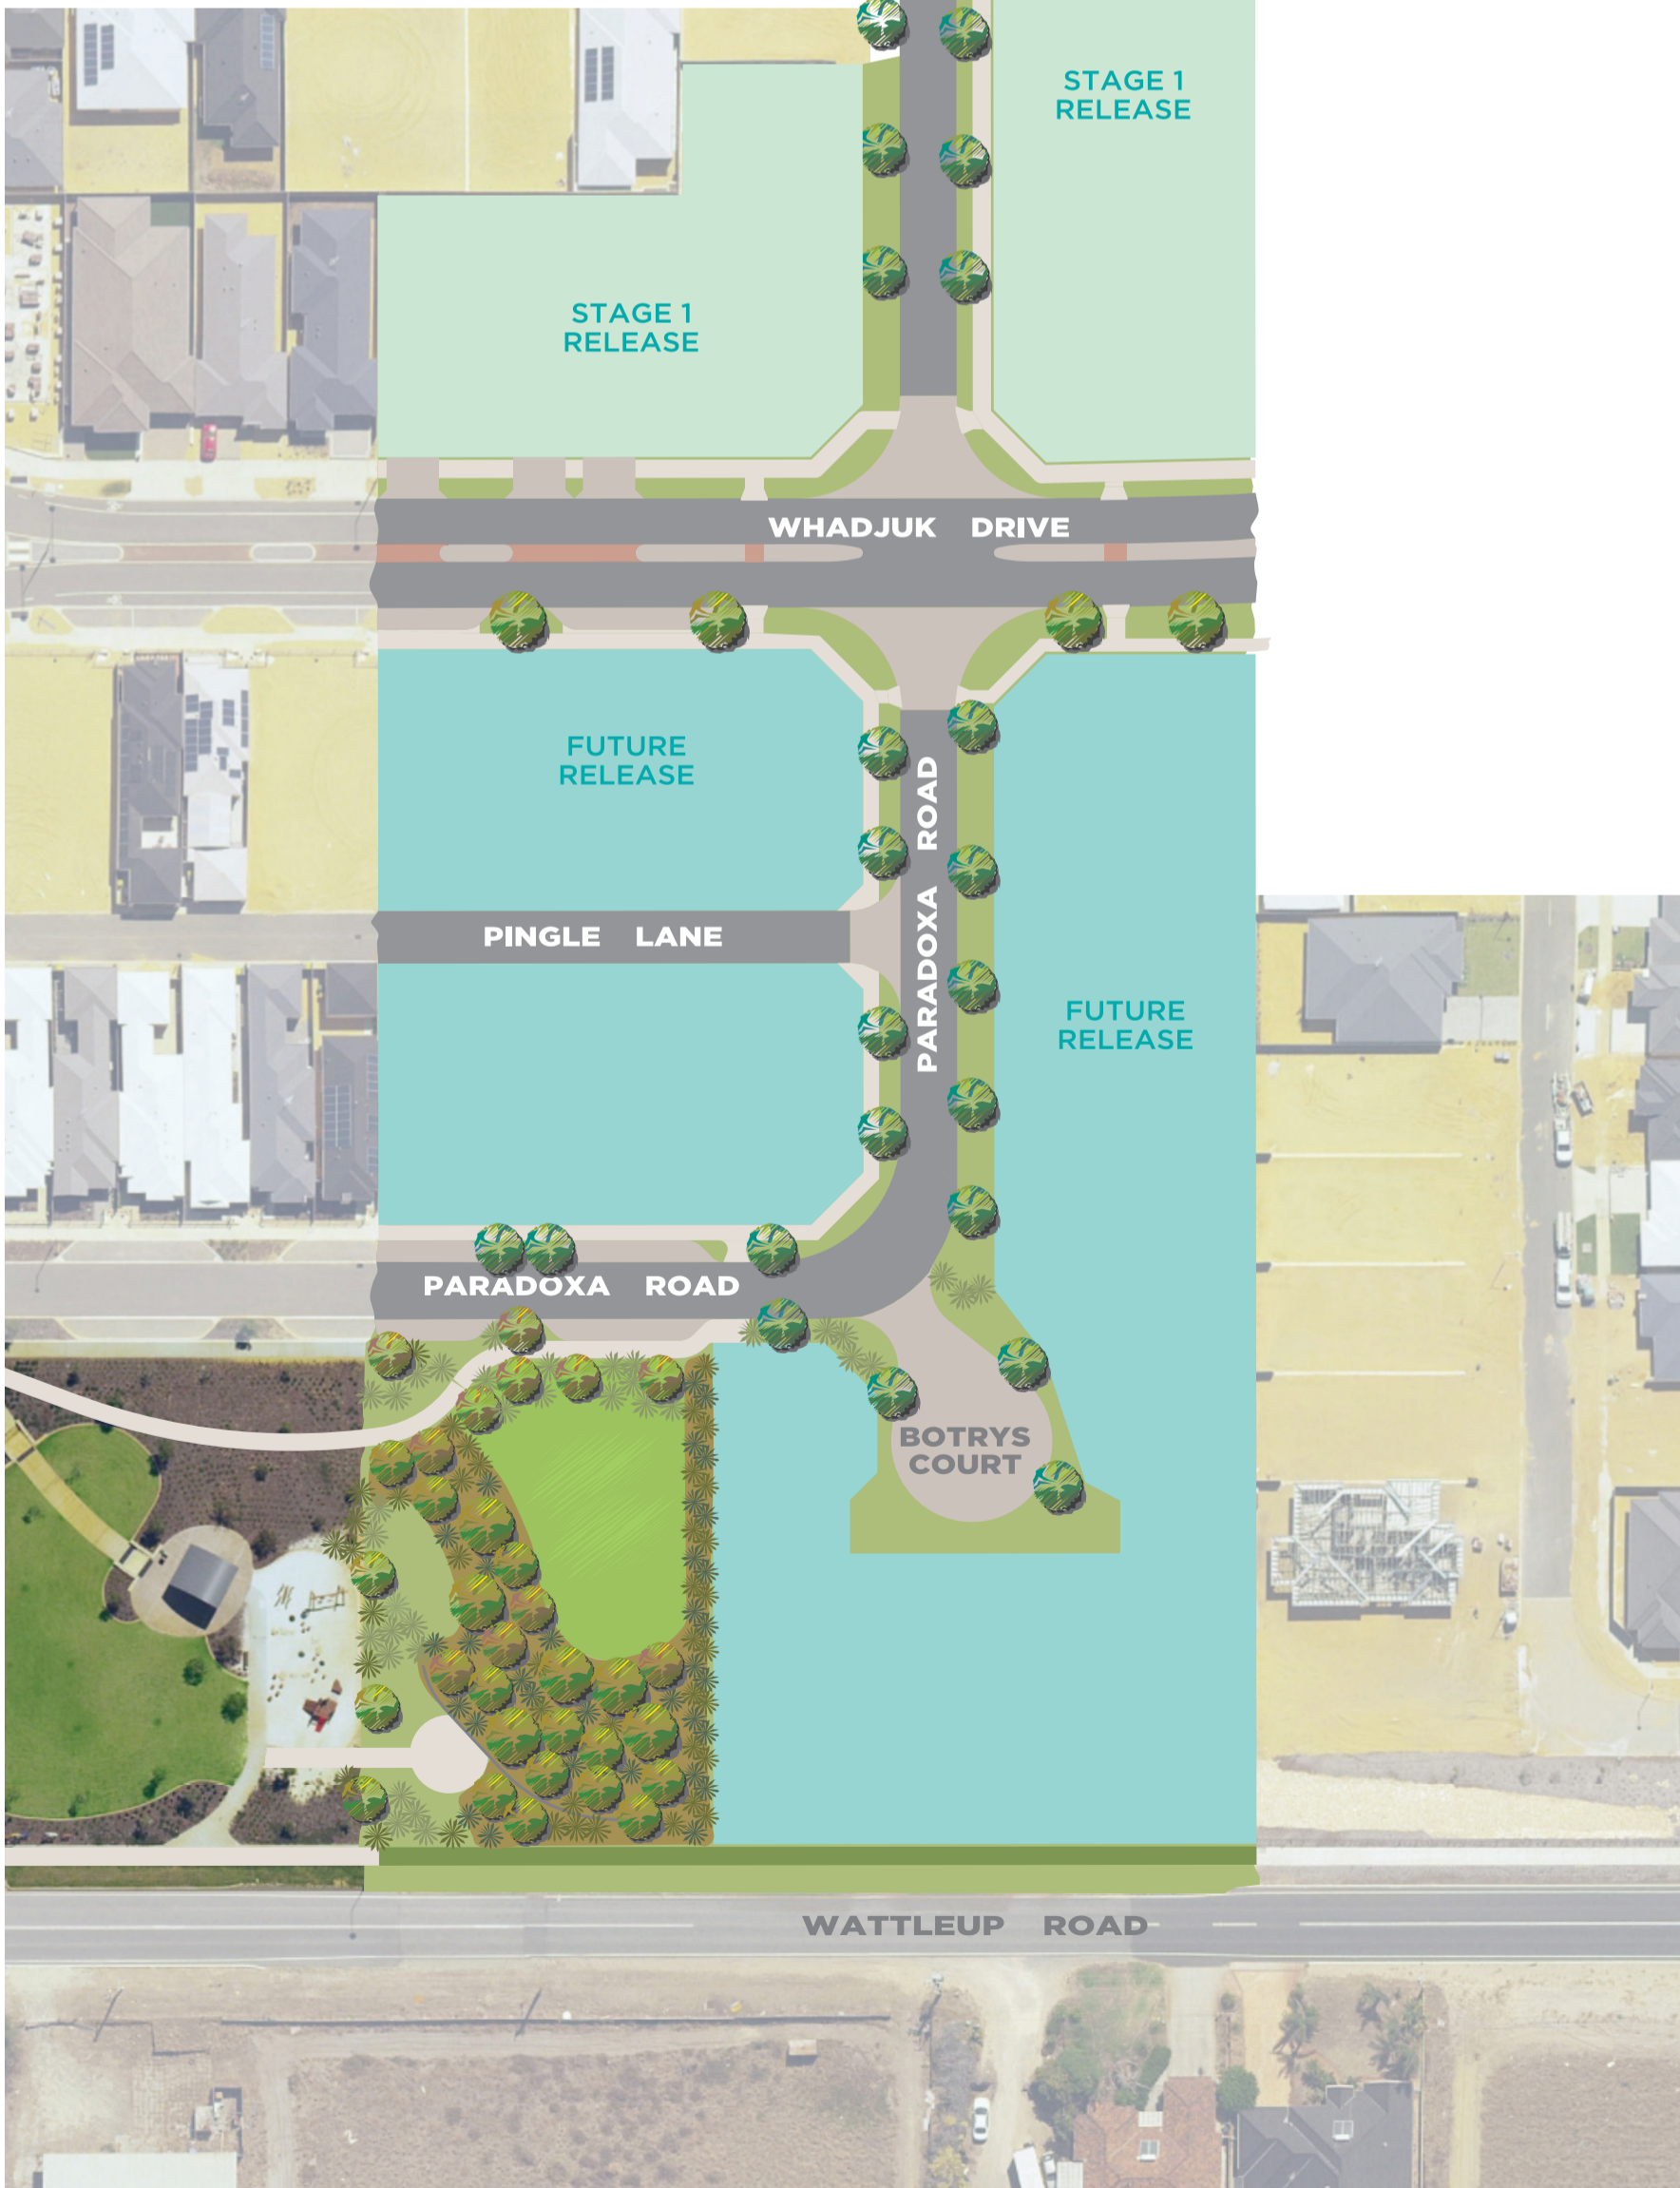 STAGE 1
RELEASE
STAGE 1
RELEASE
WHADJUK DRIVE
FUTURE
RELEASE
PARADOXA ROAD
PINGLE LANE
FUTURE
RELEASE
PARADOXA ROAD
BOTRYS
COURT
WATTLEUP ROAD